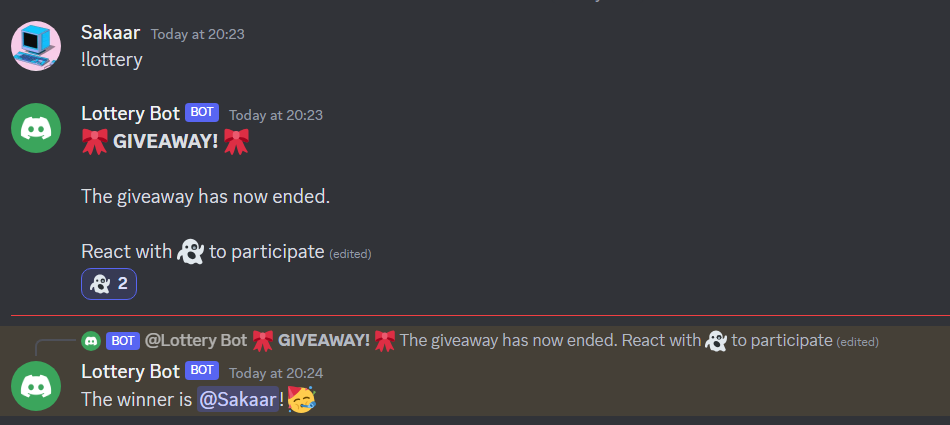 Sakaar Today at 20:23
!lottery
Lottery Bot BOT Today at 20:23
🎀 GIVEAWAY! 🎀
The giveaway has now ended.
React with 👻 to participate (edited)
👻 2
BOT @Lottery Bot 🎀 GIVEAWAY! 🎀 The giveaway has now ended. React with 👻 to participate (edited)
Lottery Bot BOT Today at 20:24
The winner is @Sakaar! 🥳